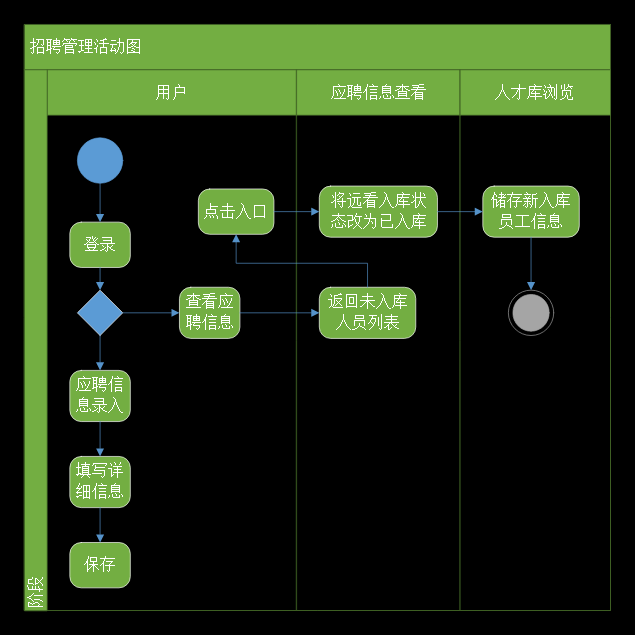 招聘管理活动图
用户
应聘信息查看
人才库浏览
点击入口
将远看入库状
态改为已入库
储存新入库
员工信息
登录
查看应
聘信息
返回未入库
人员列表
应聘信
息录入
填写详
细信息
保存
阶段